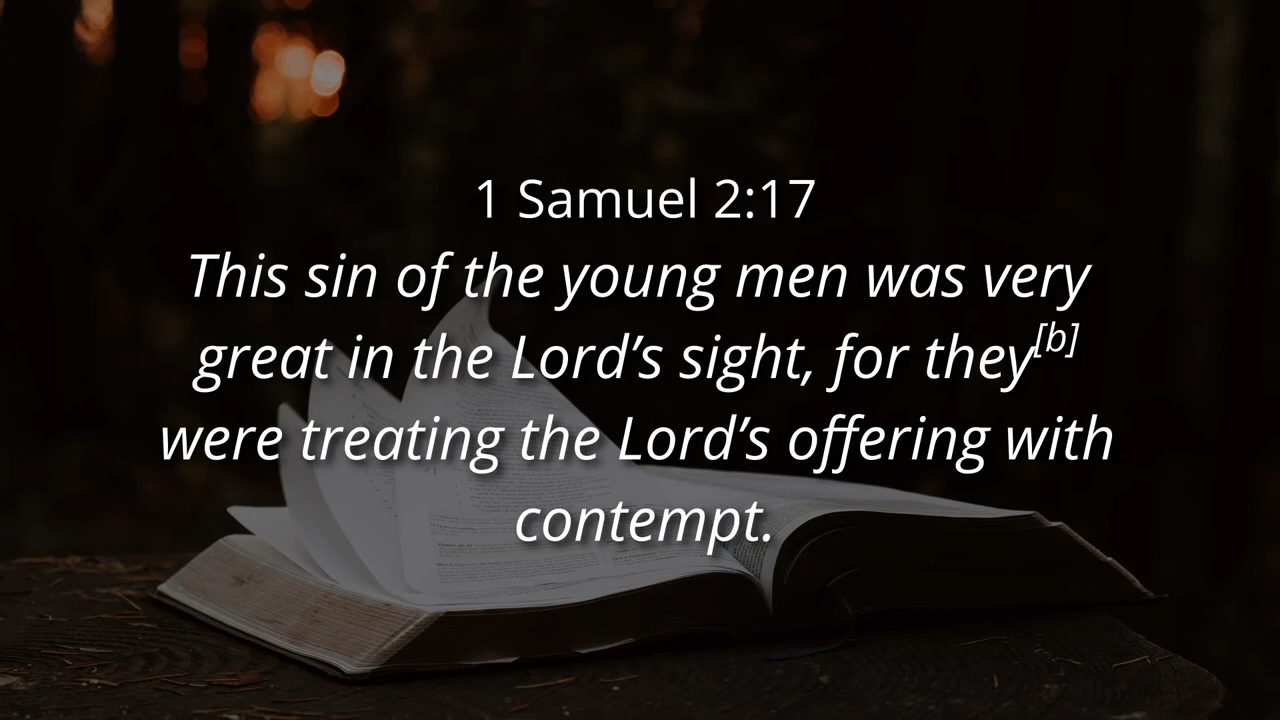 1 Samuel 2:17
This sin of the young men was very
great in the Lord’s sight, for they[b]
were treating the Lord’s offering with
contempt.